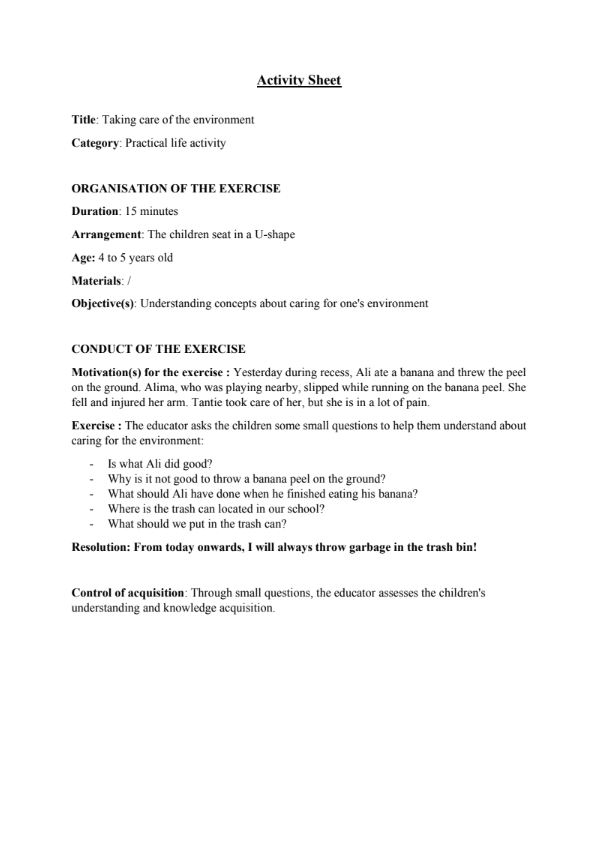 Activity Sheet
Title: Taking care of the environment
Category: Practical life activity
ORGANISATION OF THE EXERCISE
Duration: 15 minutes
Arrangement: The children seat in a U-shape
Age: 4 to 5 years old
Materials: /
Objective(s): Understanding concepts about caring for one's environment
CONDUCT OF THE EXERCISE
Motivation(s) for the exercise : Yesterday during recess, Ali ate a banana and threw the peel
on the ground. Alima, who was playing nearby, slipped while running on the banana peel. She
fell and injured her arm. Tantie took care of her, but she is in a lot of pain.
Exercise : The educator asks the children some small questions to help them understand about
caring for the environment:
- Is what Ali did good?
- Why is it not good to throw a banana peel on the ground?
- What should Ali have done when he finished eating his banana?
- Where is the trash can located in our school?
- What should we put in the trash can?
Resolution: From today onwards, I will always throw garbage in the trash bin!
Control of acquisition: Through small questions, the educator assesses the children's
understanding and knowledge acquisition.